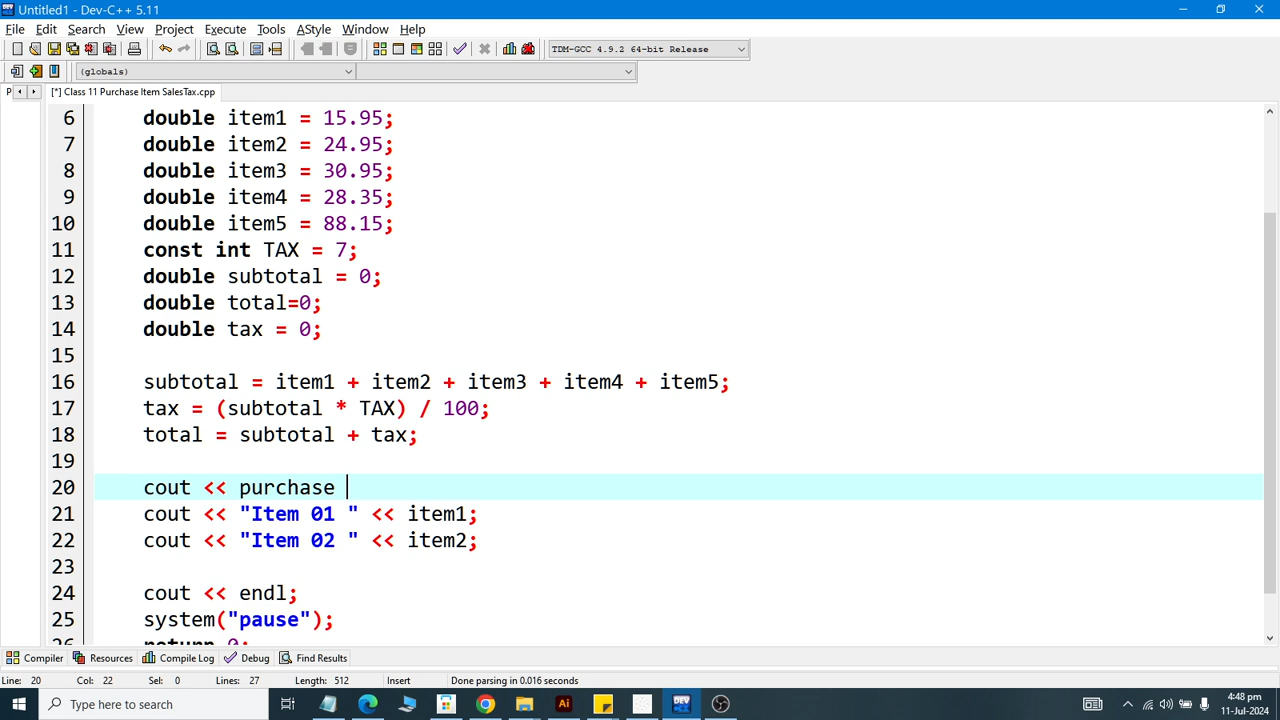 Untitled1 - Dev-C++ 5.11
File Edit Search View Project Execute Tools AStyle Window Help
TDM-GCC 4.9.2 64-bit Release
(globals)
P [*] Class 11 Purchase Item SalesTax.cpp
6 double item1 = 15.95;
7 double item2 = 24.95;
8 double item3 = 30.95;
9 double item4 = 28.35;
10 double item5 = 88.15;
11 const int TAX = 7;
12 double subtotal = 0;
13 double total=0;
14 double tax = 0;
15
16 subtotal = item1 + item2 + item3 + item4 + item5;
17 tax = (subtotal * TAX) / 100;
18 total = subtotal + tax;
19
20 cout << purchase
21 cout << "Item 01 " << item1;
22 cout << "Item 02 " << item2;
23
24 cout << endl;
25 system("pause");
26 return 0;
Compiler Resources Compile Log Debug Find Results
Line: 20 Col: 22 Sel: 0 Lines: 27 Length: 512 Insert Done parsing in 0.016 seconds
Type here to search
Ai
DEV
4:48 pm
11-Jul-2024